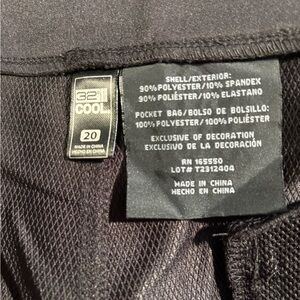 32°
COOL
20
MADE IN CHINA
HECHO EN CHINA
SHELL/EXTERIOR:
90% POLYESTER/10% SPANDEX
90% POLIÉSTER/10% ELASTANO
POCKET BAG/BOLSO DE BOLSILLO:
100% POLYESTER/100% POLIÉSTER
EXCLUSIVE OF DECORATION
EXCLUSIVO DE LA DECORACIÓN
RN 165550
LOT# T2312404
MADE IN CHINA
HECHO EN CHINA